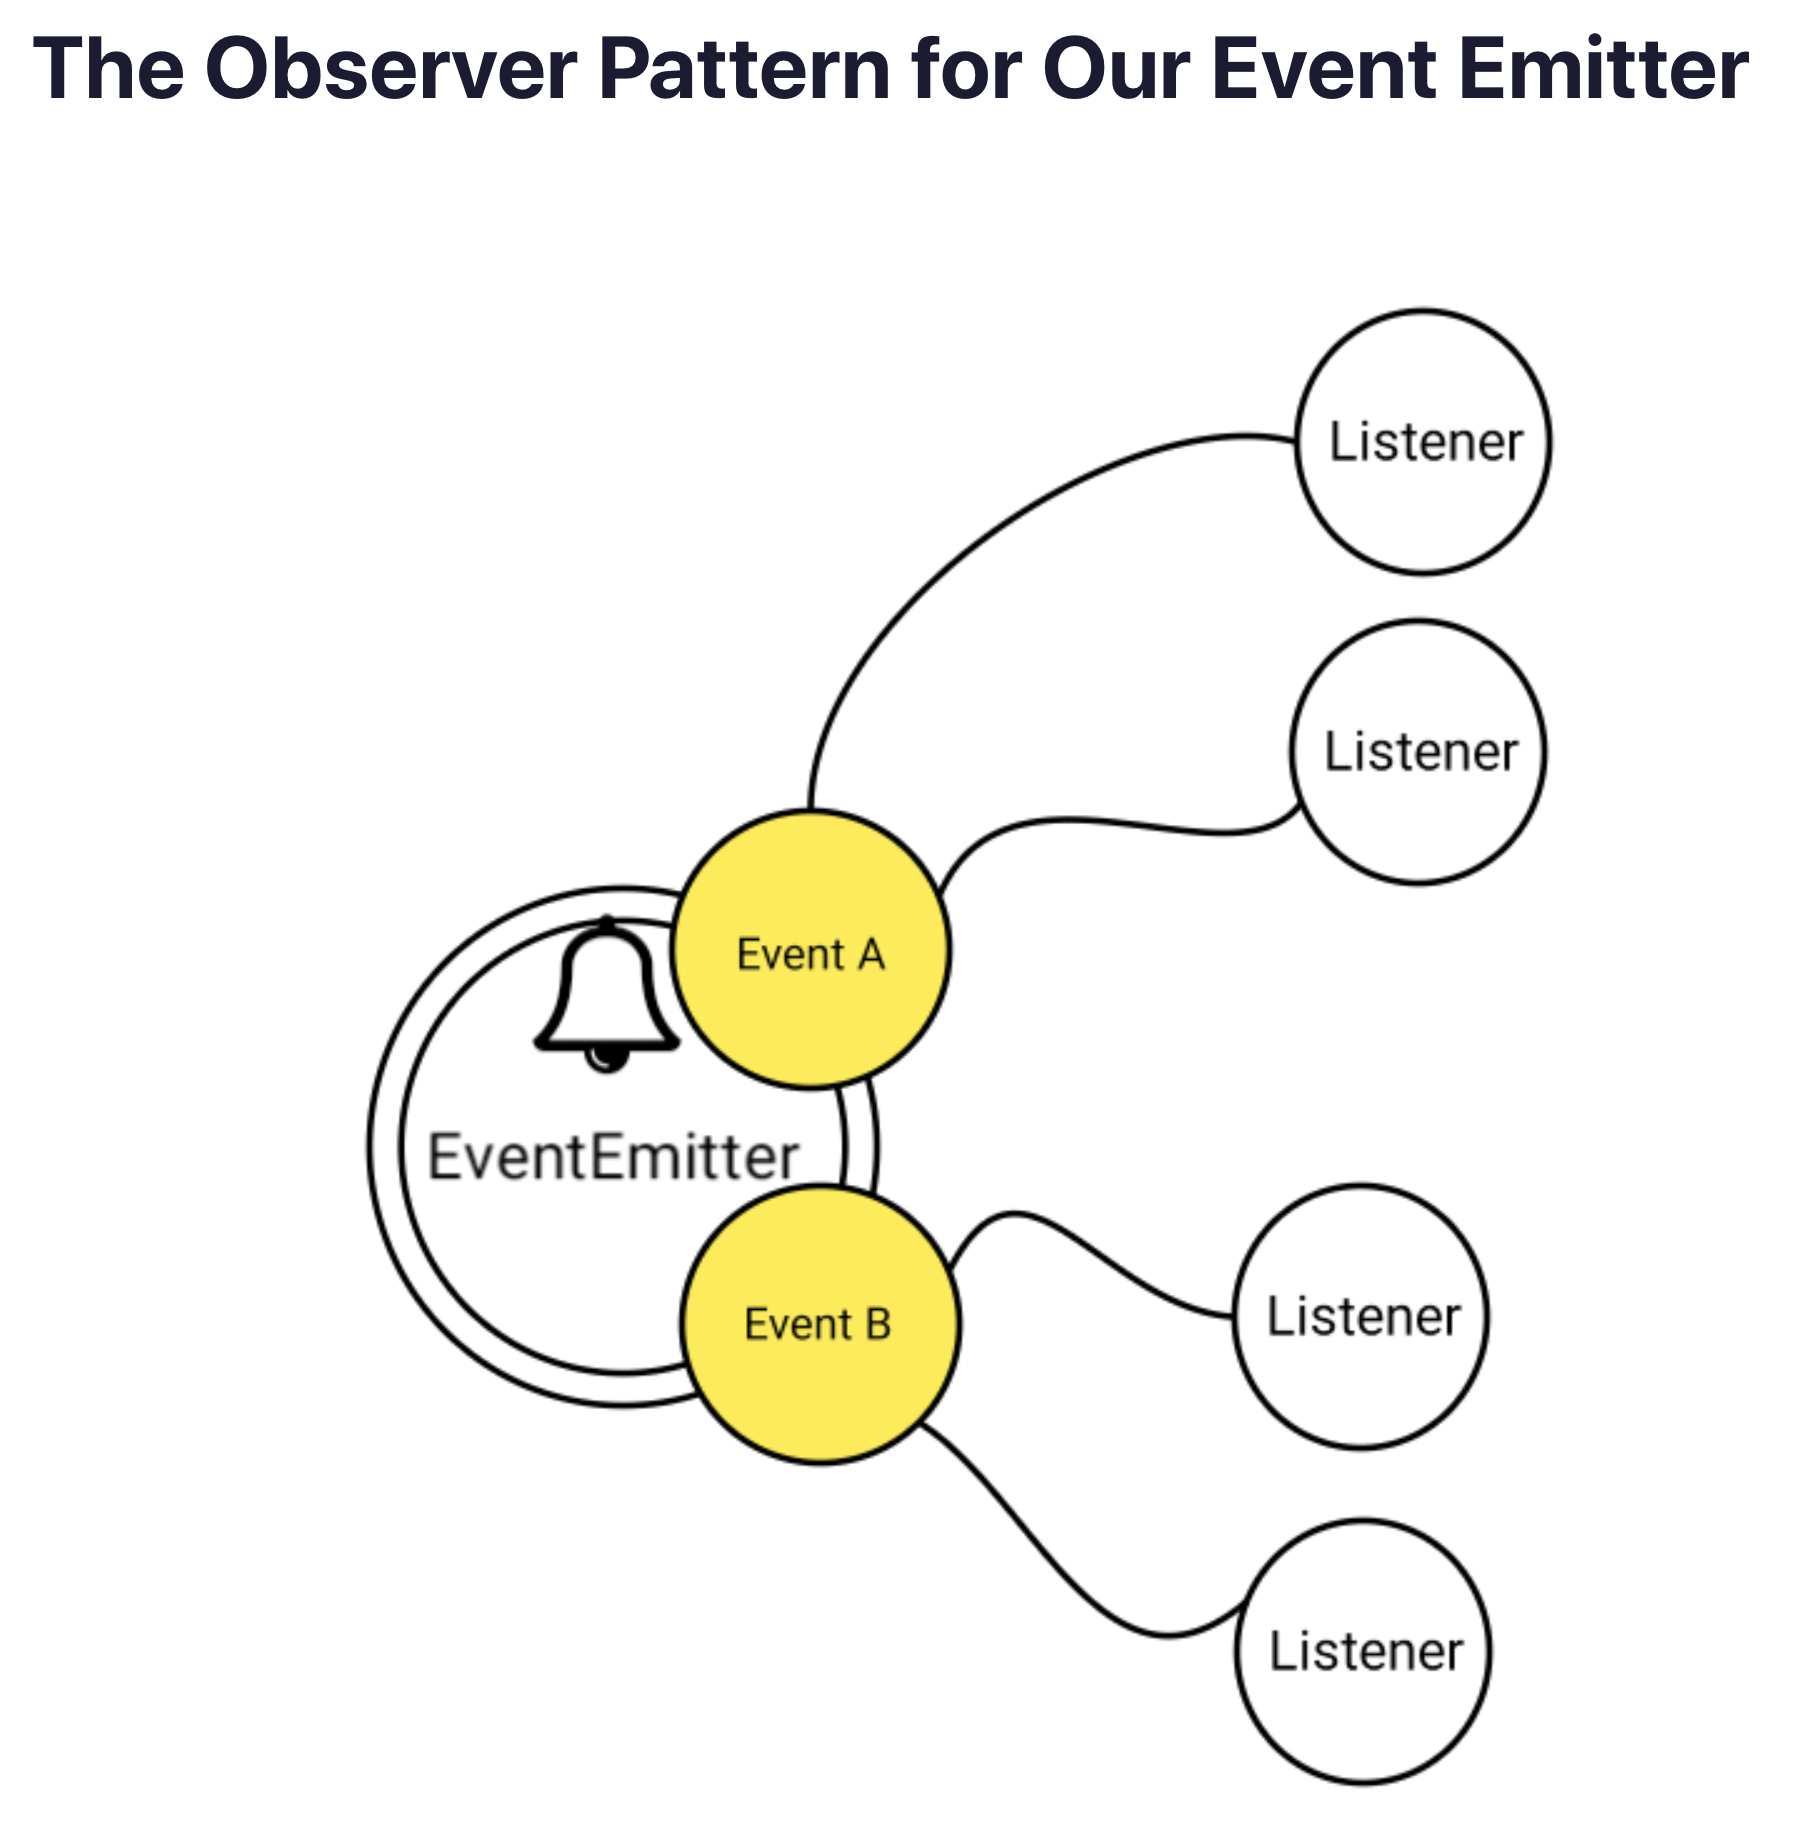 The Observer Pattern for Our Event Emitter
Listener
Listener
Event A
EventEmitter
Event B
Listener
Listener